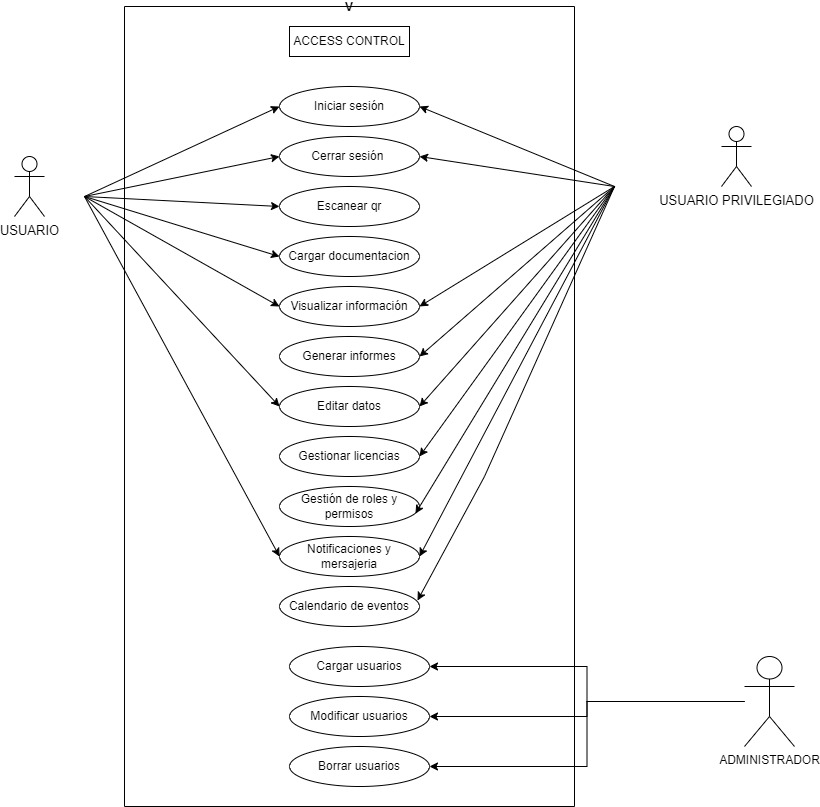 v
ACCESS CONTROL
Iniciar sesión
Cerrar sesión
USUARIO
Escanear qr
USUARIO PRIVILEGIADO
Cargar documentacion
Visualizar información
Generar informes
Editar datos
Gestionar licencias
Gestión de roles y
permisos
Notificaciones y
mersajeria
Calendario de eventos
Cargar usuarios
Modificar usuarios
ADMINISTRADOR
Borrar usuarios